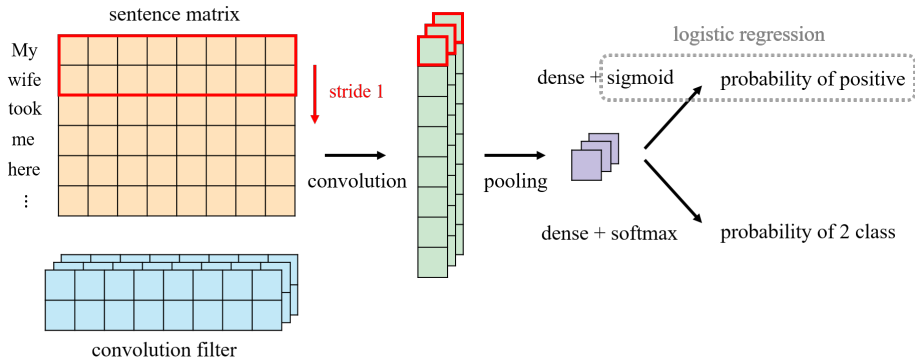 sentence matrix
My
wife
took
me
here
⋮
stride 1
convolution
convolution filter
pooling
logistic regression
dense + sigmoid
probability of positive
dense + softmax
probability of 2 class